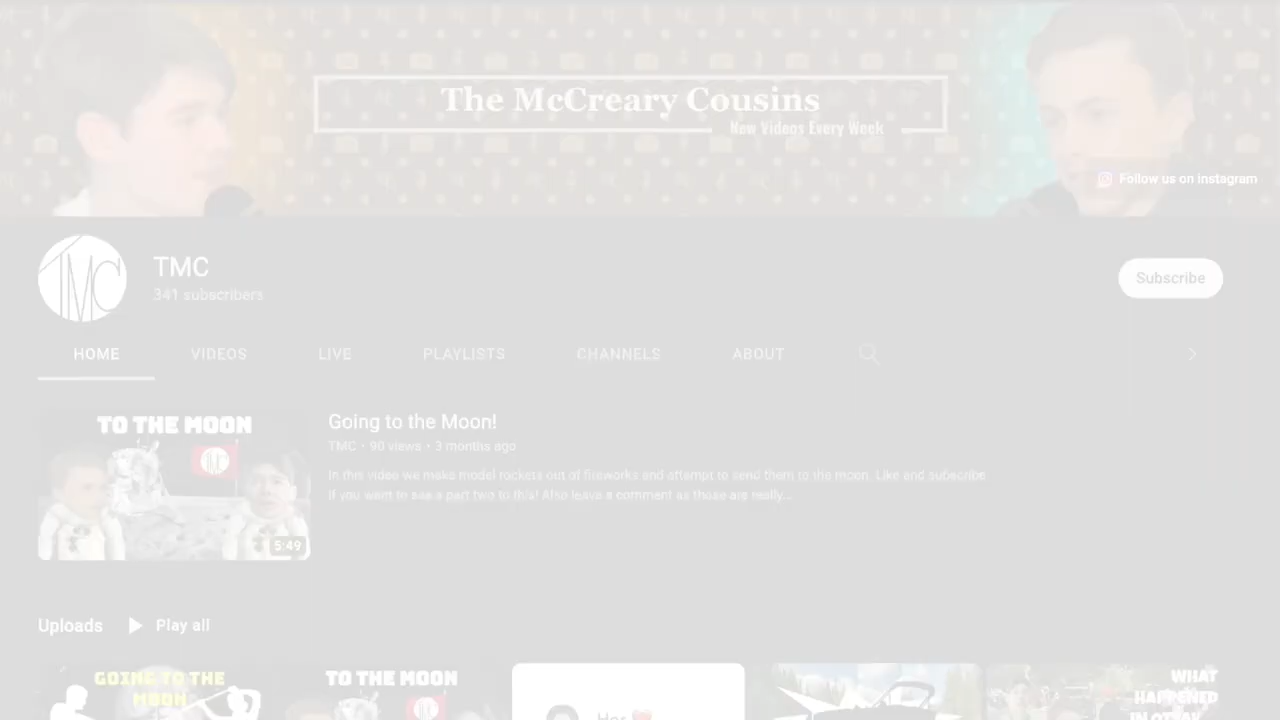 The McCreary Cousins
New Videos Every Week
Follow us on instagram
TMC
TMC
341 subscribers
Subscribe
HOME VIDEOS LIVE PLAYLISTS CHANNELS ABOUT
TO THE MOON
TMC
5:49
Going to the Moon!
TMC • 90 views • 3 months ago
In this video we make model rockets out of fireworks and attempt to send them to the moon. Like and subscribe
if you want to see a part two to this! Also leave a comment as those are really...
Uploads Play all
GOING TO THE
MOON
TO THE MOON
WHAT
HAPPENED